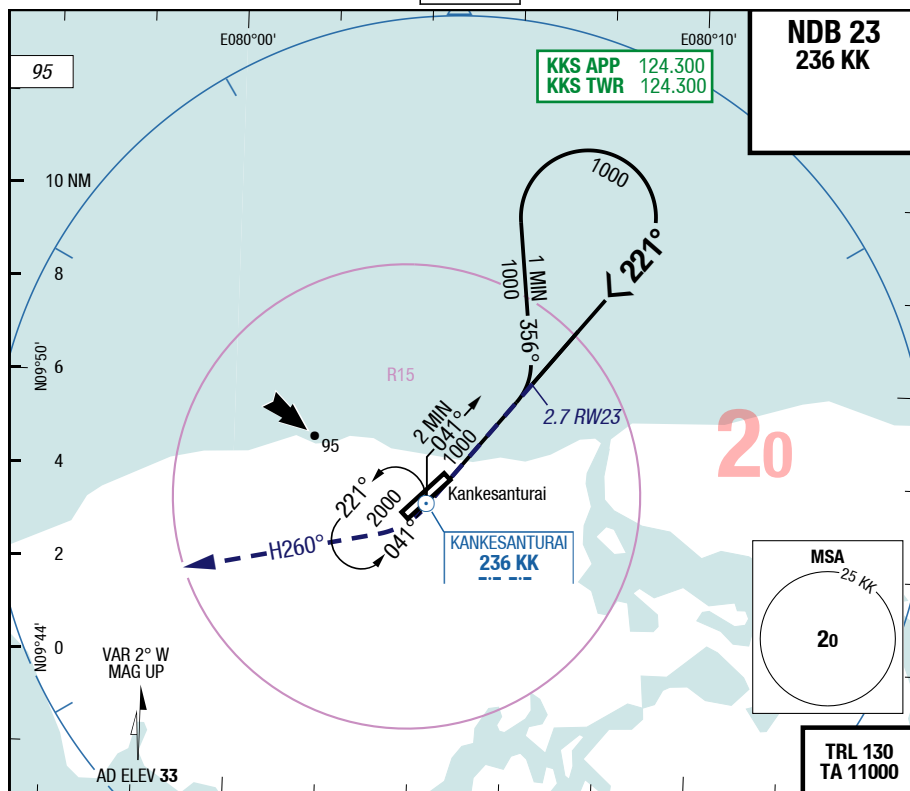 E080°00'
E080°10'
NDB 23
236 KK
95
KKS APP 124.300
KKS TWR 124.300
10 NM
8
6
4
2
0
N09°50'
N09°44'
1000
221°
1 MIN
1000
356°
R15
2.7 RW23
95
2 MIN
041°
1000
20
221°
2000
041°
Kankesanturai
H260°
KANKESANTURAI
236 KK
MSA
25 KK
20
VAR 2° W
MAG UP
AD ELEV 33
TRL 130
TA 11000